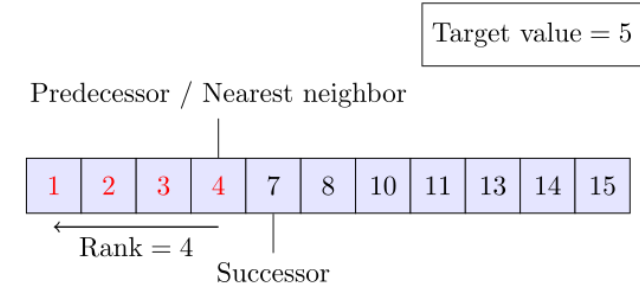 Target value = 5
Predecessor / Nearest neighbor
1 2 3 4 7 8 10 11 13 14 15
Rank = 4
Successor